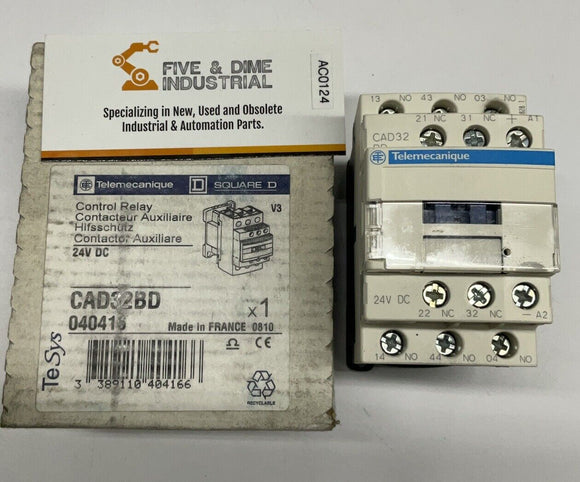 FIVE & DIME
INDUSTRIAL
Specializing in New, Used and Obsolete
Industrial & Automation Parts.
AC0124
Telemecanique
SQUARE D
Control Relay
Contacteur Auxiliaire
Hifsschütz
Contactor Auxiliare
24V DC
V3
CAD32BD
040416
x1
Made in FRANCE 0810
TeSys
3 389110 404166
RECYCLABLE
13 NO 43 NO 03 NO
21 NC 31 NC + A1
CAD32
BD
Telemecanique
24V DC
22 NC 32 NC — A2
14 NO 44 NO 04 NO